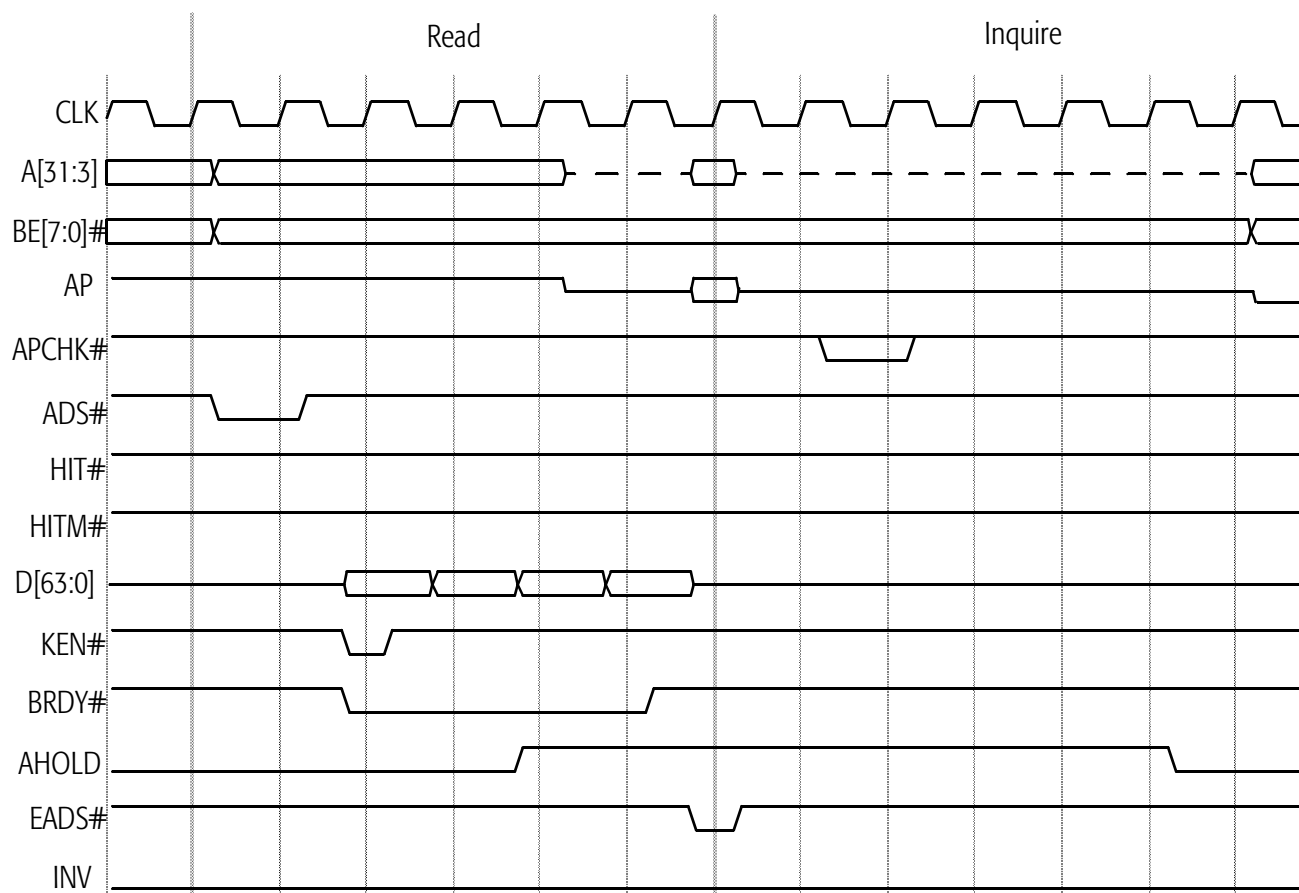 Read
Inquire
CLK
A[31:3]
BE[7:0]#
AP
APCHK#
ADS#
HIT#
HITM#
D[63:0]
KEN#
BRDY#
AHOLD
EADS#
INV